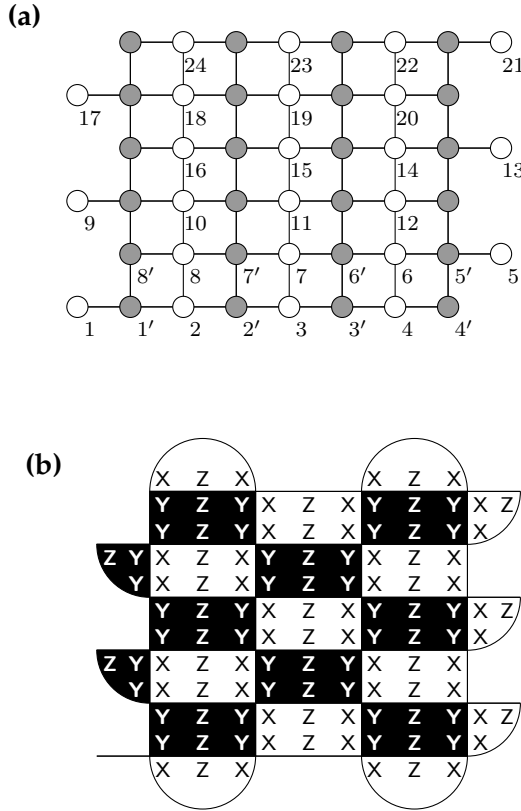 (a)
24 23 22 21
17 18 19 20
16 15 14 13
9 10 11 12
8′ 8 7′ 7 6′ 6 5′ 5
1 1′ 2 2′ 3 3′ 4 4′
(b)
X Z X X Z X
Y Z Y X Z X Y Z Y X Z
Y Z Y X Z X Y Z Y X
Z Y X Z X Y Z Y X Z X
Y X Z X Y Z Y X Z X
Y Z Y X Z X Y Z Y X Z
Y Z Y X Z X Y Z Y X
Z Y X Z X Y Z Y X Z X
Y X Z X Y Z Y X Z X
Y Z Y X Z X Y Z Y X Z
Y Z Y X Z X Y Z Y X
X Z X X Z X